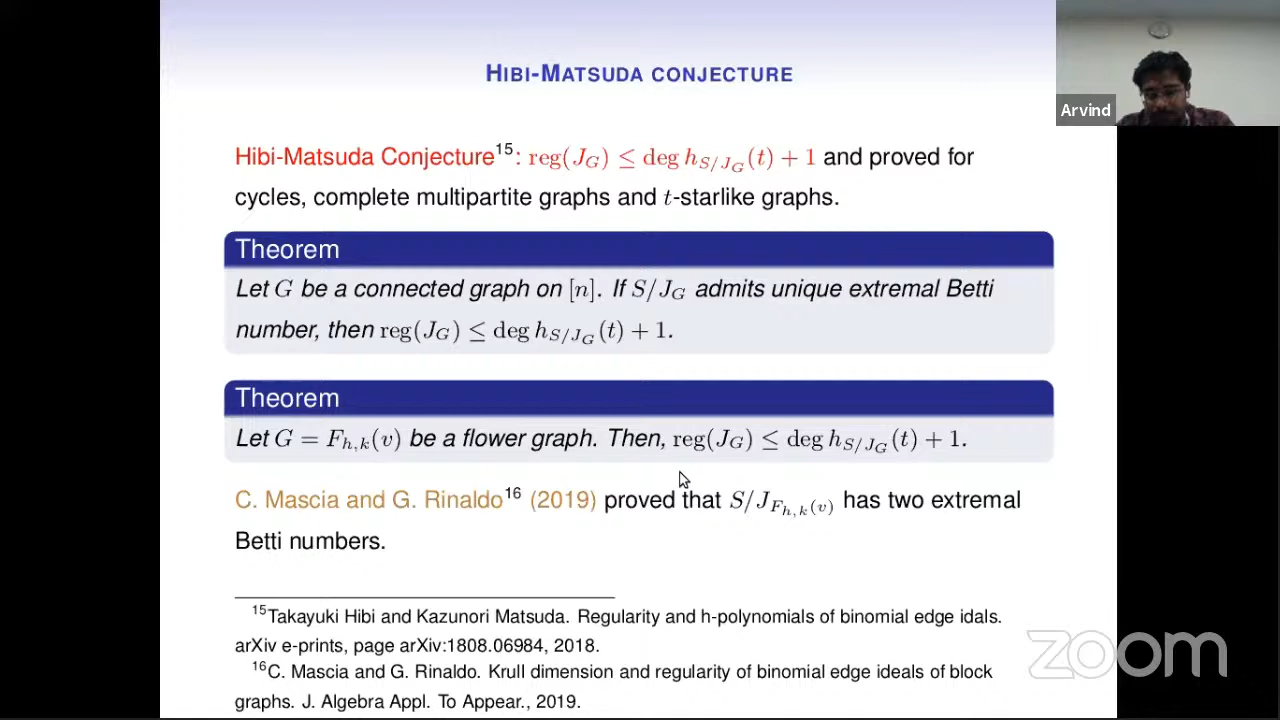 HIBI-MATSUDA CONJECTURE
Arvind
Hibi-Matsuda Conjecture¹⁵: reg(J_G) ≤ deg h_{S/J_G}(t) + 1 and proved for
cycles, complete multipartite graphs and t-starlike graphs.
Theorem
Let G be a connected graph on [n]. If S/J_G admits unique extremal Betti
number, then reg(J_G) ≤ deg h_{S/J_G}(t) + 1.
Theorem
Let G = F_{h,k}(v) be a flower graph. Then, reg(J_G) ≤ deg h_{S/J_G}(t) + 1.
C. Mascia and G. Rinaldo¹⁶ (2019) proved that S/J_{F_{h,k}(v)} has two extremal
Betti numbers.
¹⁵Takayuki Hibi and Kazunori Matsuda. Regularity and h-polynomials of binomial edge idals.
arXiv e-prints, page arXiv:1808.06984, 2018.
¹⁶C. Mascia and G. Rinaldo. Krull dimension and regularity of binomial edge ideals of block
graphs. J. Algebra Appl. To Appear., 2019.
zoom